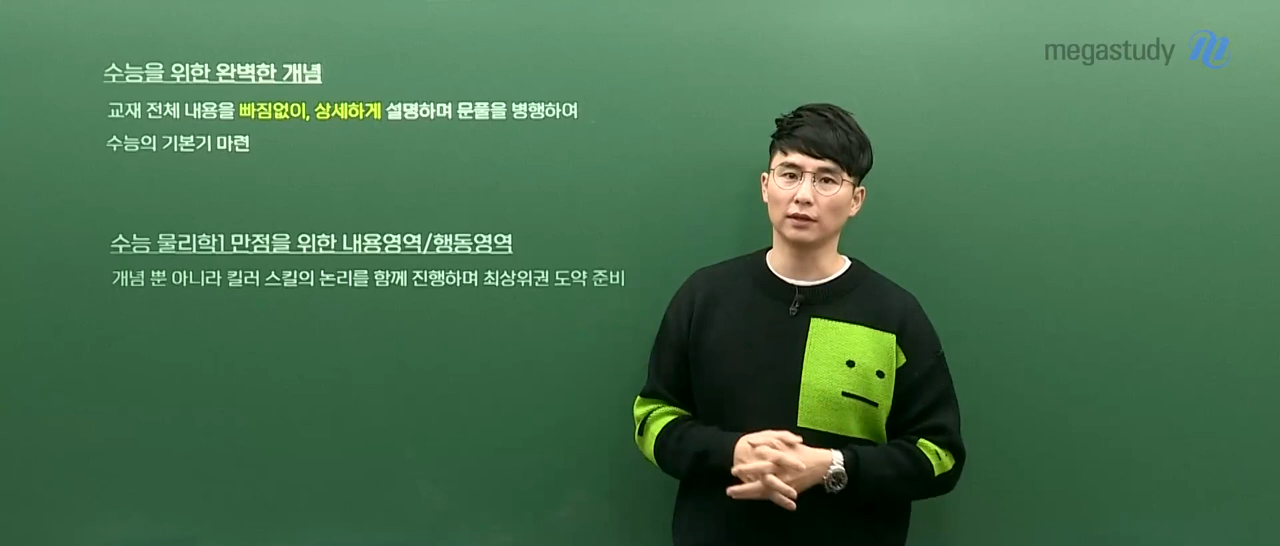 megastudy
수능을 위한 완벽한 개념
교재 전체 내용을 빠짐없이, 상세하게 설명하며 문풀을 병행하여
수능의 기본기 마련
수능 물리학1 만점을 위한 내용영역/행동영역
개념 뿐 아니라 킬러 스킬의 논리를 함께 진행하며 최상위권 도약 준비